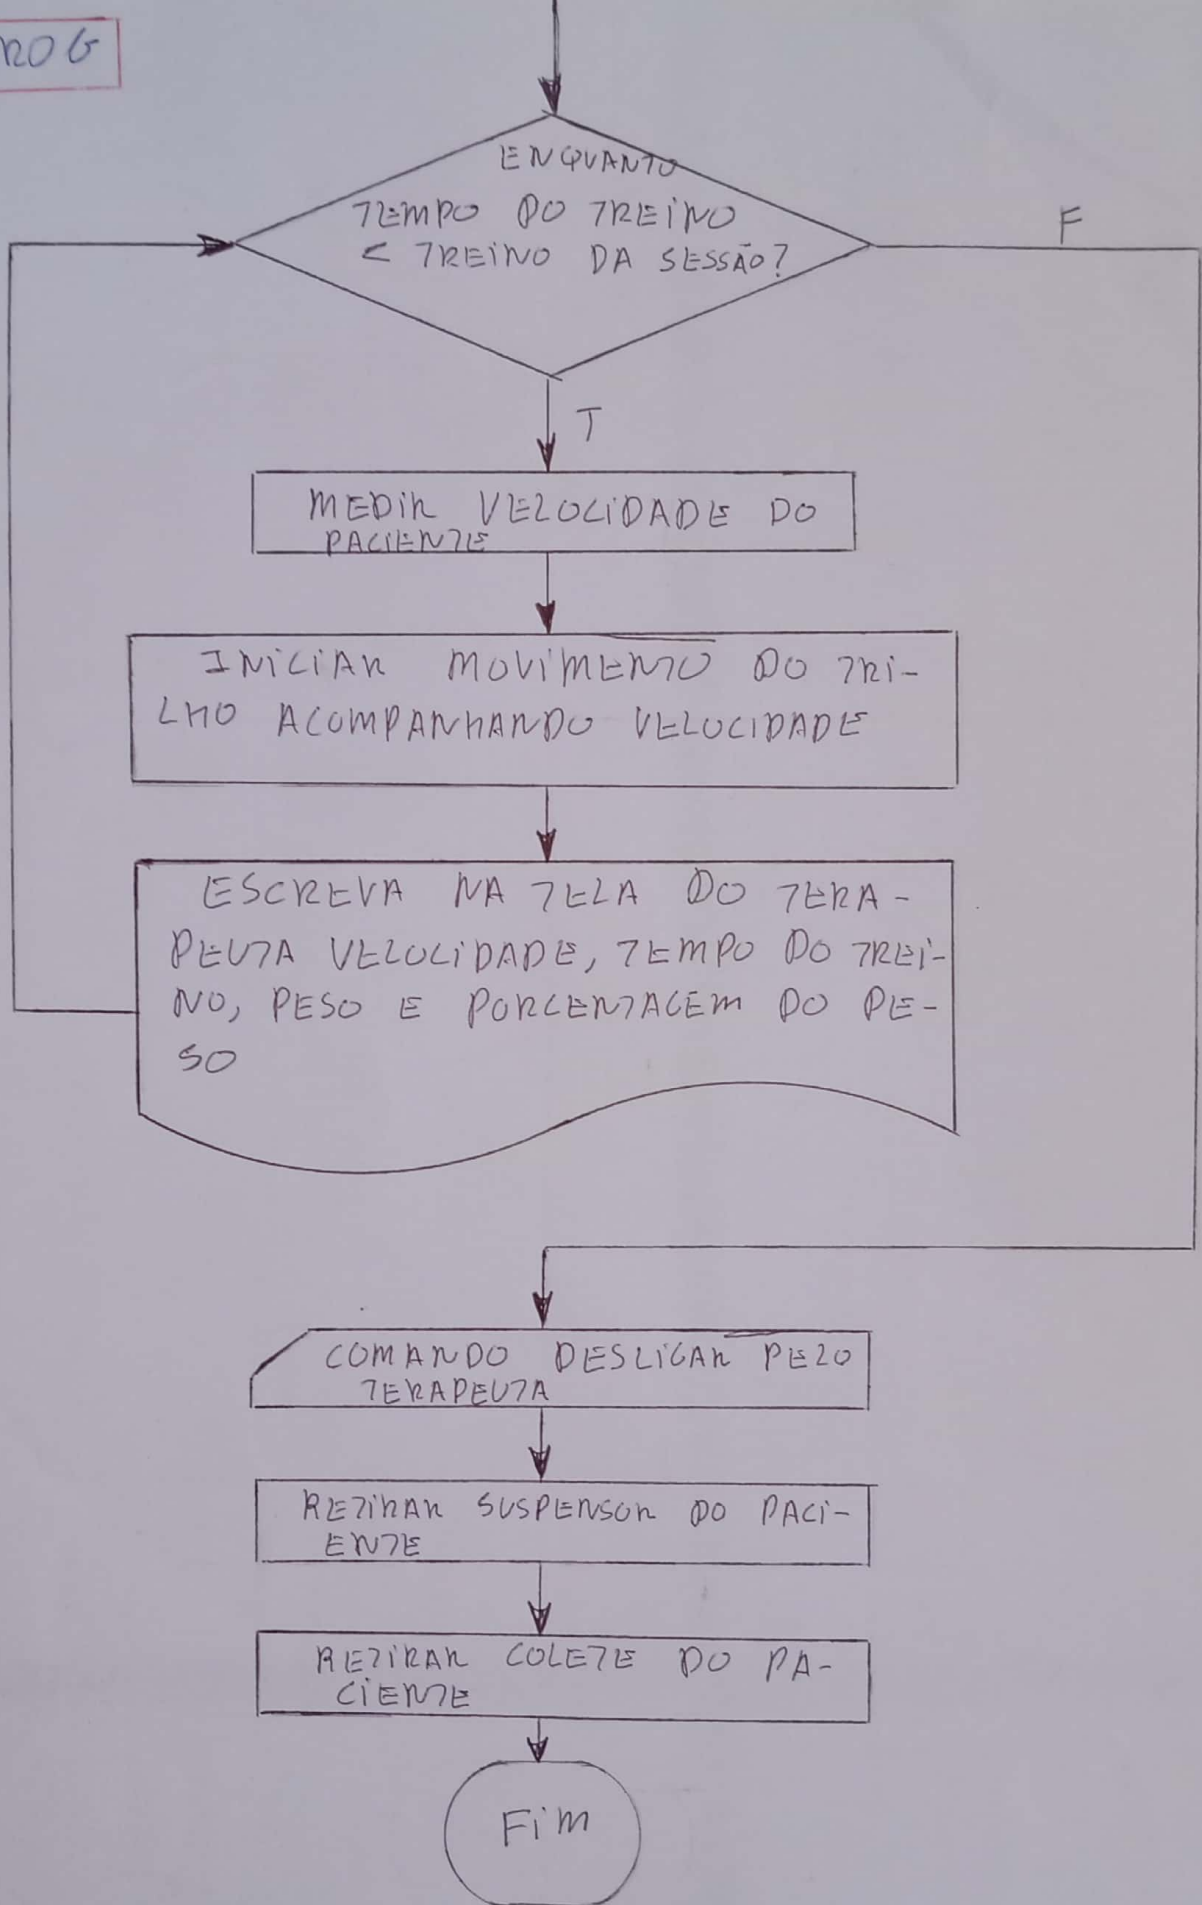 ROG
ENQUANTO
TEMPO DO TREINO
< TREINO DA SESSÃO?
F
T
MEDIR VELOCIDADE DO
PACIENTE
INICIAR MOVIMENTO DO TRI-
LHO ACOMPANHANDO VELOCIDADE
ESCREVA NA TELA DO TERA-
PEUTA VELOCIDADE, TEMPO DO TREI-
NO, PESO E PORCENTAGEM DO PE-
SO
COMANDO DESLIGAR PELO
TERAPEUTA
RETIRAR SUSPENSOR DO PACI-
ENTE
RETIRAR COLETE DO PA-
CIENTE
FIM